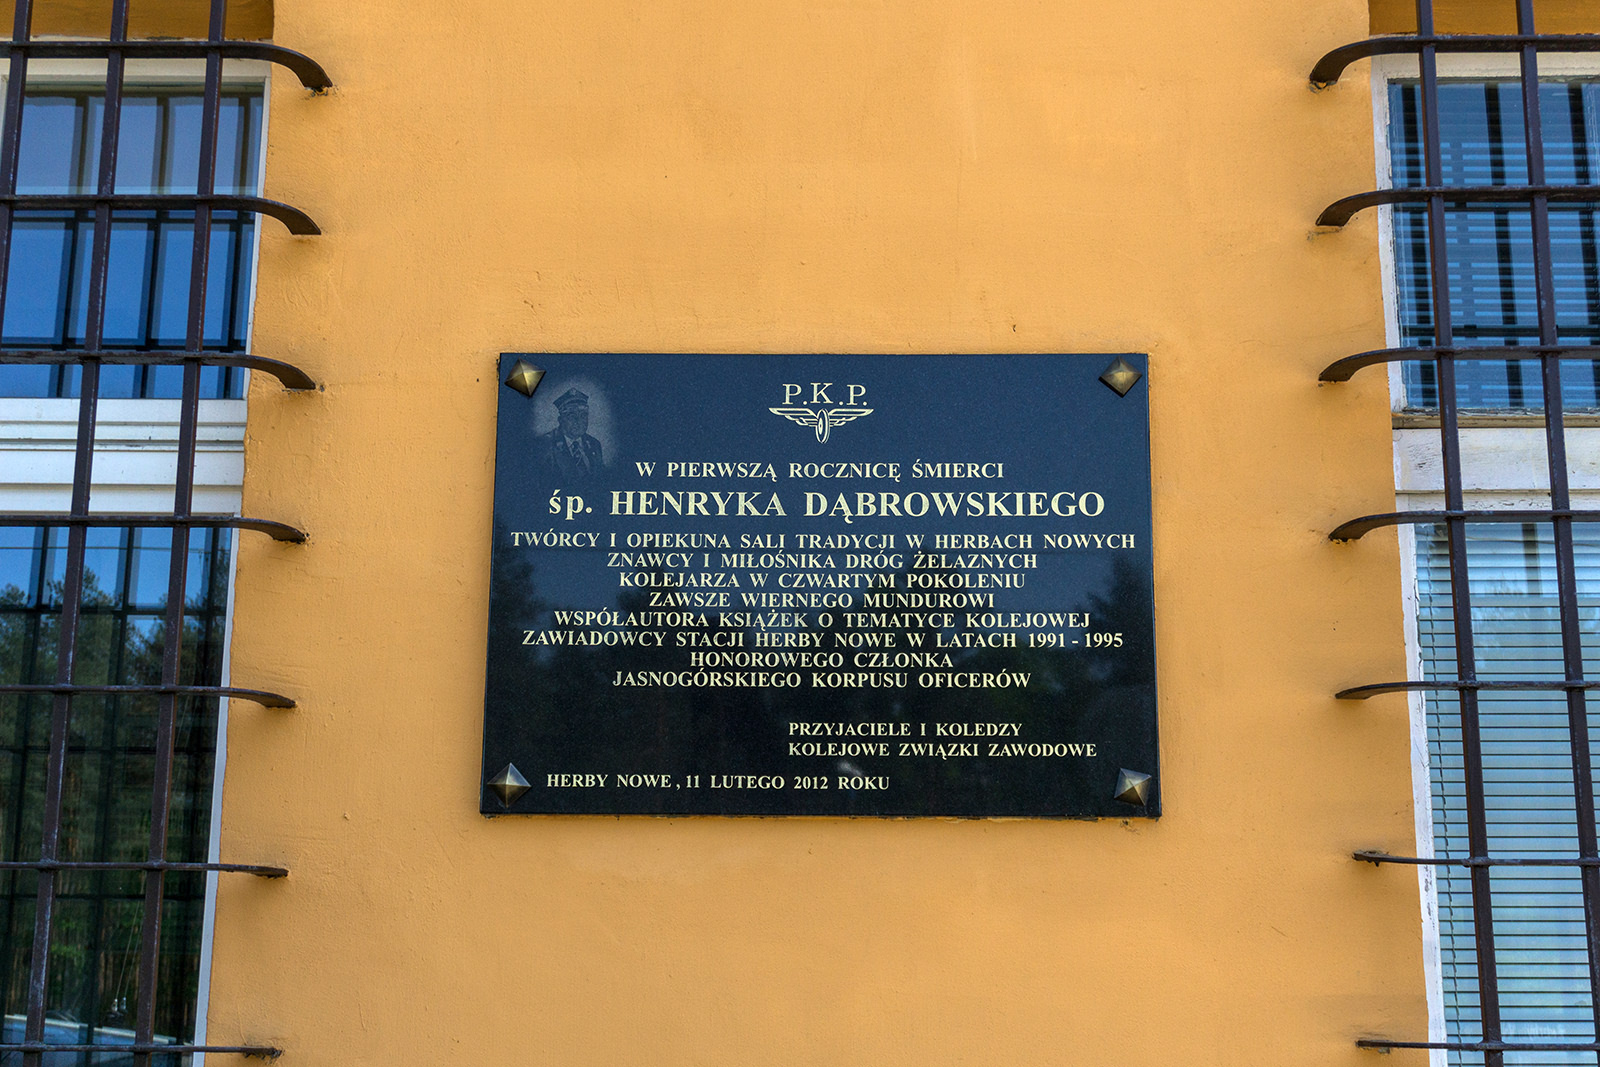 P.K.P.
W PIERWSZĄ ROCZNICĘ ŚMIERCI
śp. HENRYKA DĄBROWSKIEGO
TWÓRCY I OPIEKUNA SALI TRADYCJI W HERBACH NOWYCH
ZNAWCY I MIŁOŚNIKA DRÓG ŻELAZNYCH
KOLEJARZA W CZWARTYM POKOLENIU
ZAWSZE WIERNEGO MUNDUROWI
WSPÓŁAUTORA KSIĄŻEK O TEMATYCE KOLEJOWEJ
ZAWIADOWCY STACJI HERBY NOWE W LATACH 1991 - 1995
HONOROWEGO CZŁONKA
JASNOGÓRSKIEGO KORPUSU OFICERÓW
PRZYJACIELE I KOLEDZY
KOLEJOWE ZWIĄZKI ZAWODOWE
HERBY NOWE , 11 LUTEGO 2012 ROKU